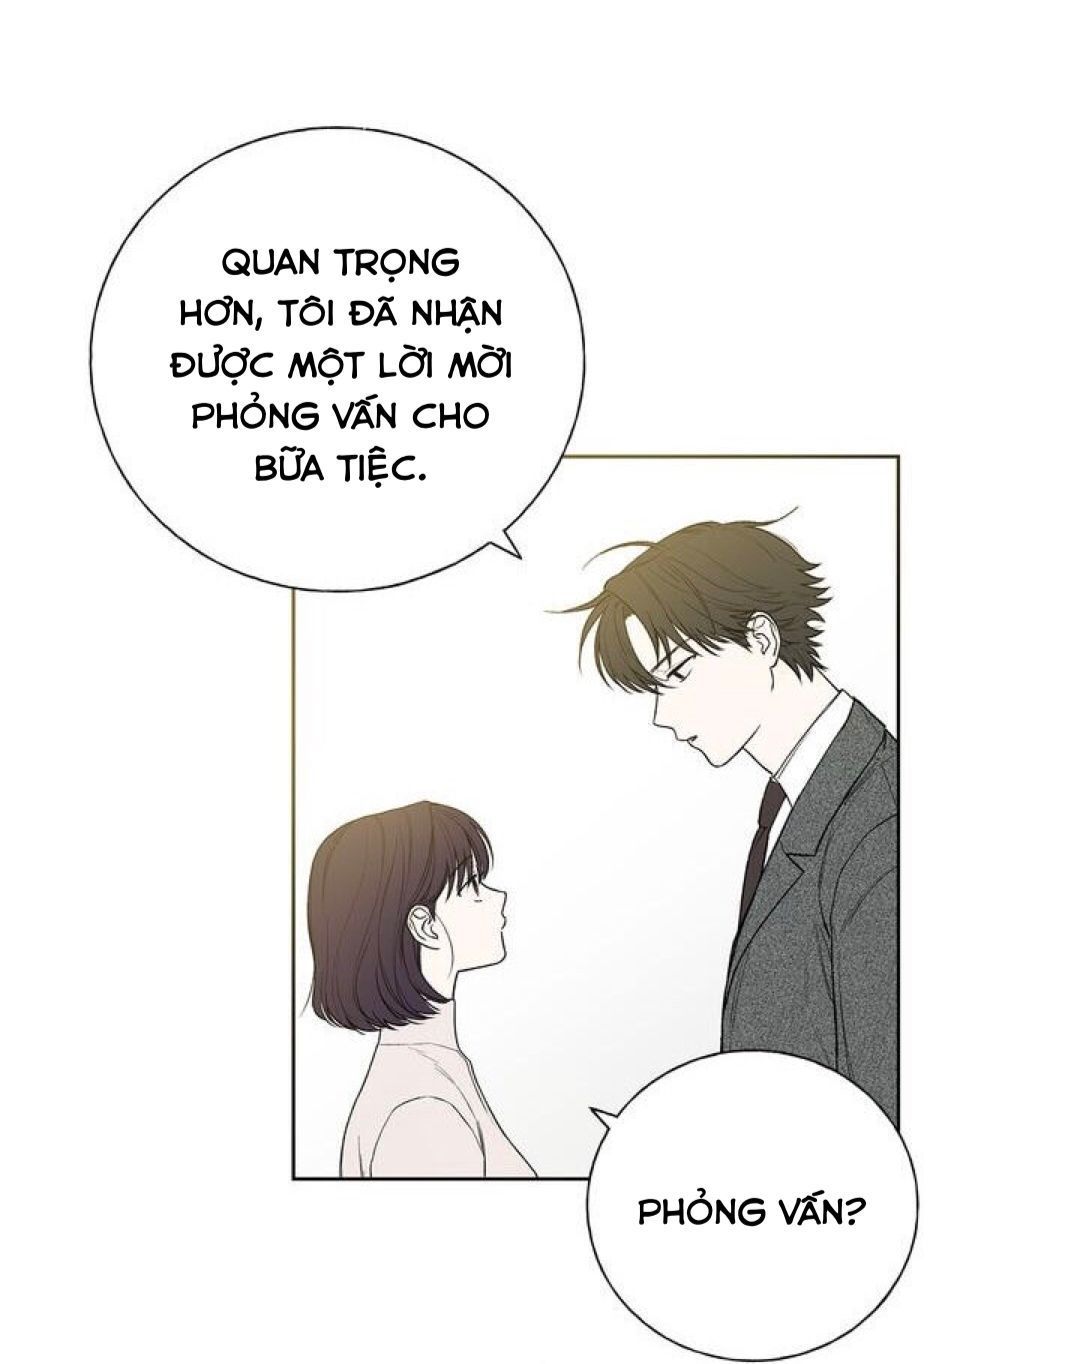 QUAN TRỌNG
HƠN, TÔI ĐÃ NHẬN
ĐƯỢC MỘT LỜI MỜI
PHỎNG VẤN CHO
BỮA TIỆC.
PHỎNG VẤN?